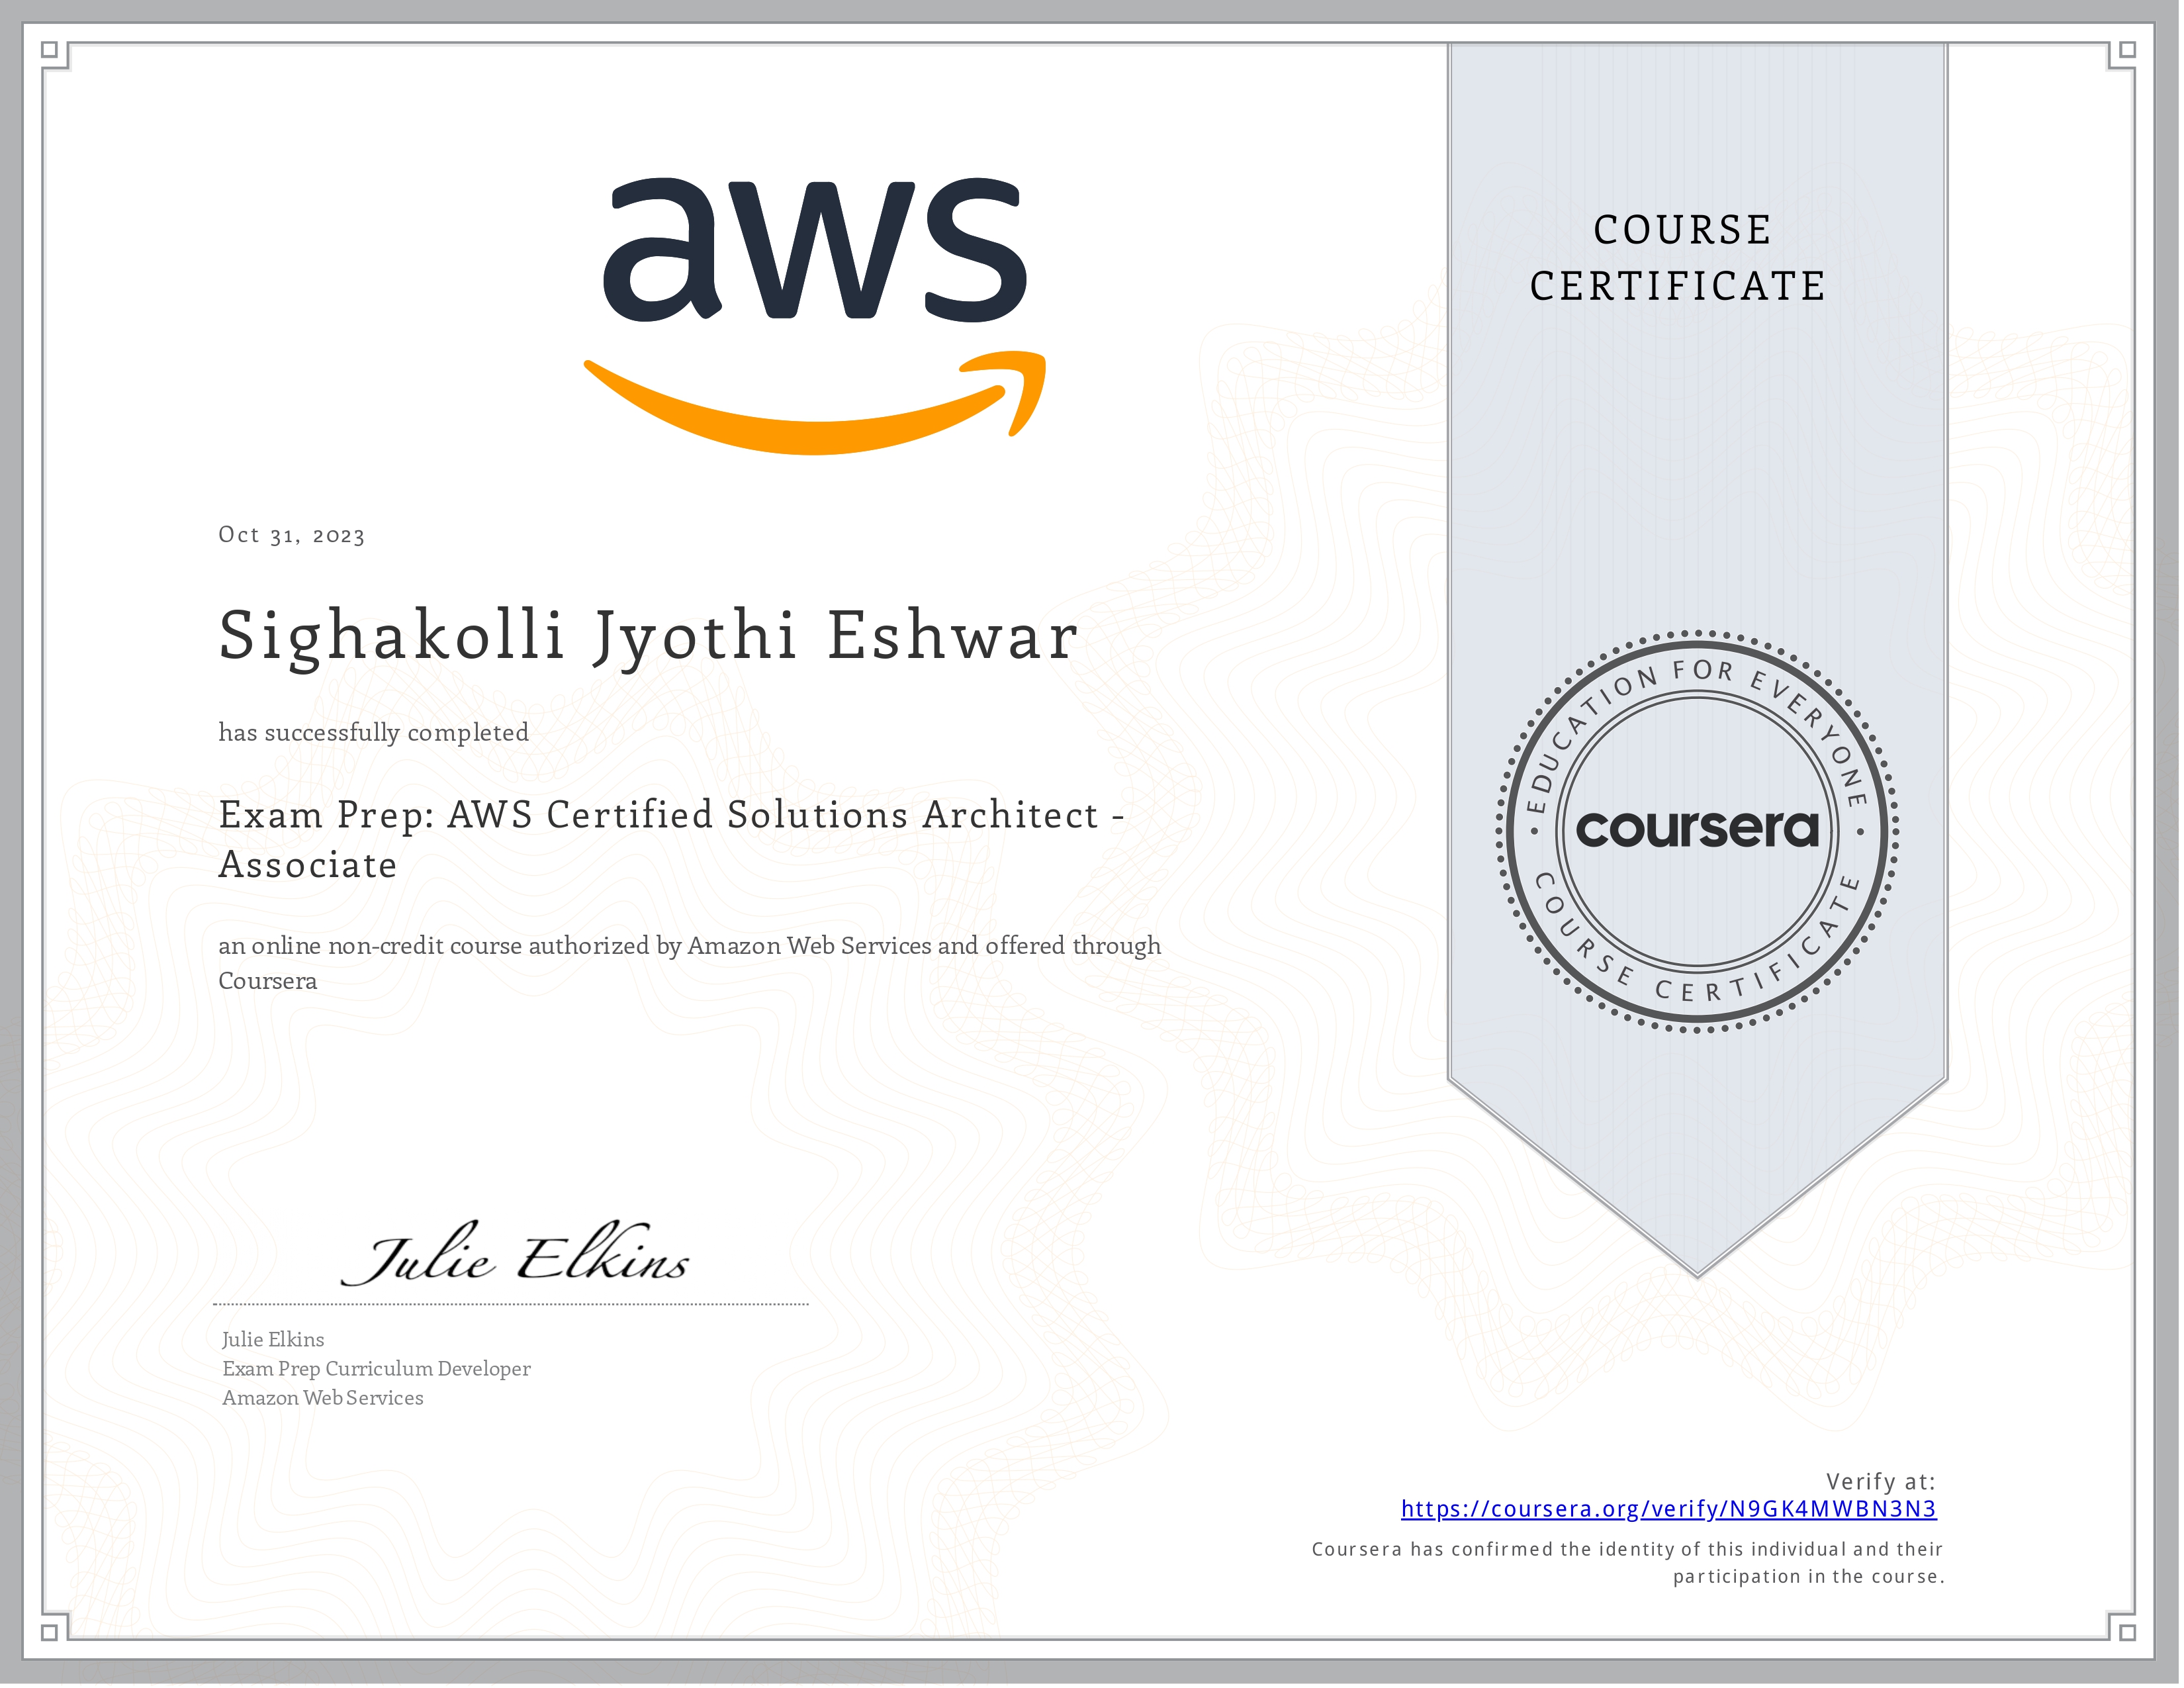 aws
COURSE
CERTIFICATE
Oct 31, 2023
Sighakolli Jyothi Eshwar
has successfully completed
Exam Prep: AWS Certified Solutions Architect -
Associate
an online non-credit course authorized by Amazon Web Services and offered through
Coursera
EDUCATION FOR EVERYONE
coursera
COURSE CERTIFICATE
Julie Elkins
Julie Elkins
Exam Prep Curriculum Developer
Amazon Web Services
Verify at:
https://coursera.org/verify/N9GK4MWBN3N3
Coursera has confirmed the identity of this individual and their
participation in the course.